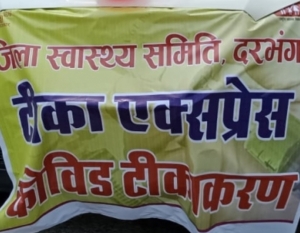 जिला स्वास्थ्य समिति, दरभंगा
टीका एक्सप्रेस
कोविड टीकाकरण